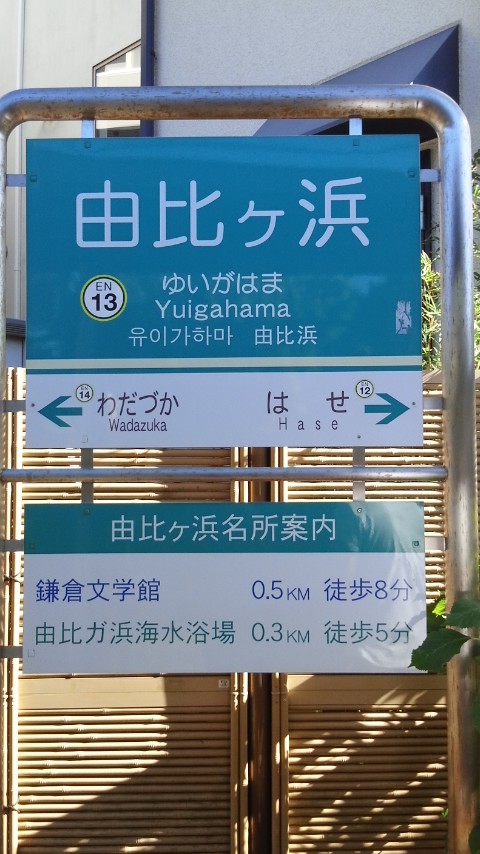 由比ヶ浜
EN
13
ゆいがはま
Yuigahama
유이가하마 由比浜
EN
14
わだづか
Wadazuka
EN
12
はせ
Hase
由比ヶ浜名所案内
鎌倉文学館 0.5KM 徒歩8分
由比ガ浜海水浴場 0.3KM 徒歩5分